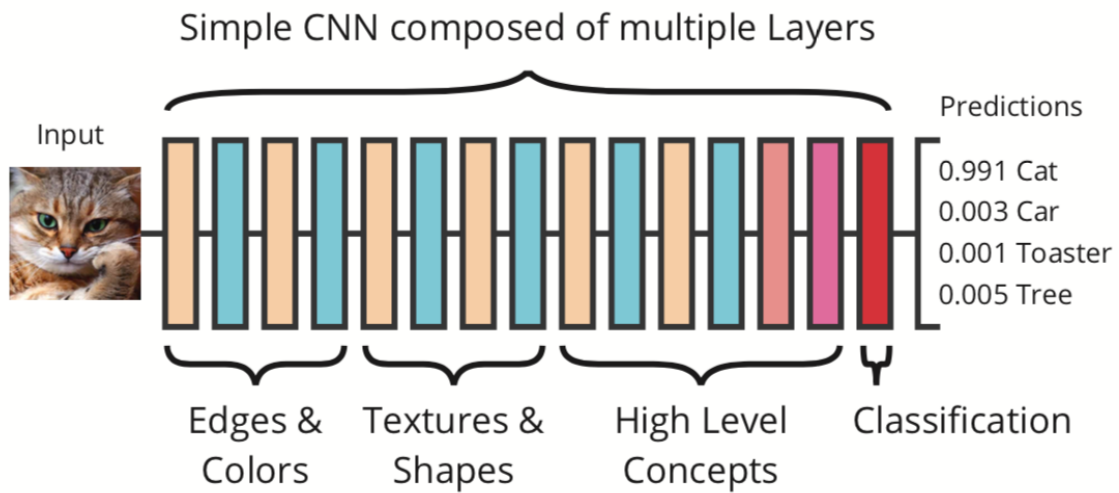 Simple CNN composed of multiple Layers
Input
Predictions
0.991 Cat
0.003 Car
0.001 Toaster
0.005 Tree
Edges &
Colors
Textures &
Shapes
High Level
Concepts
Classification